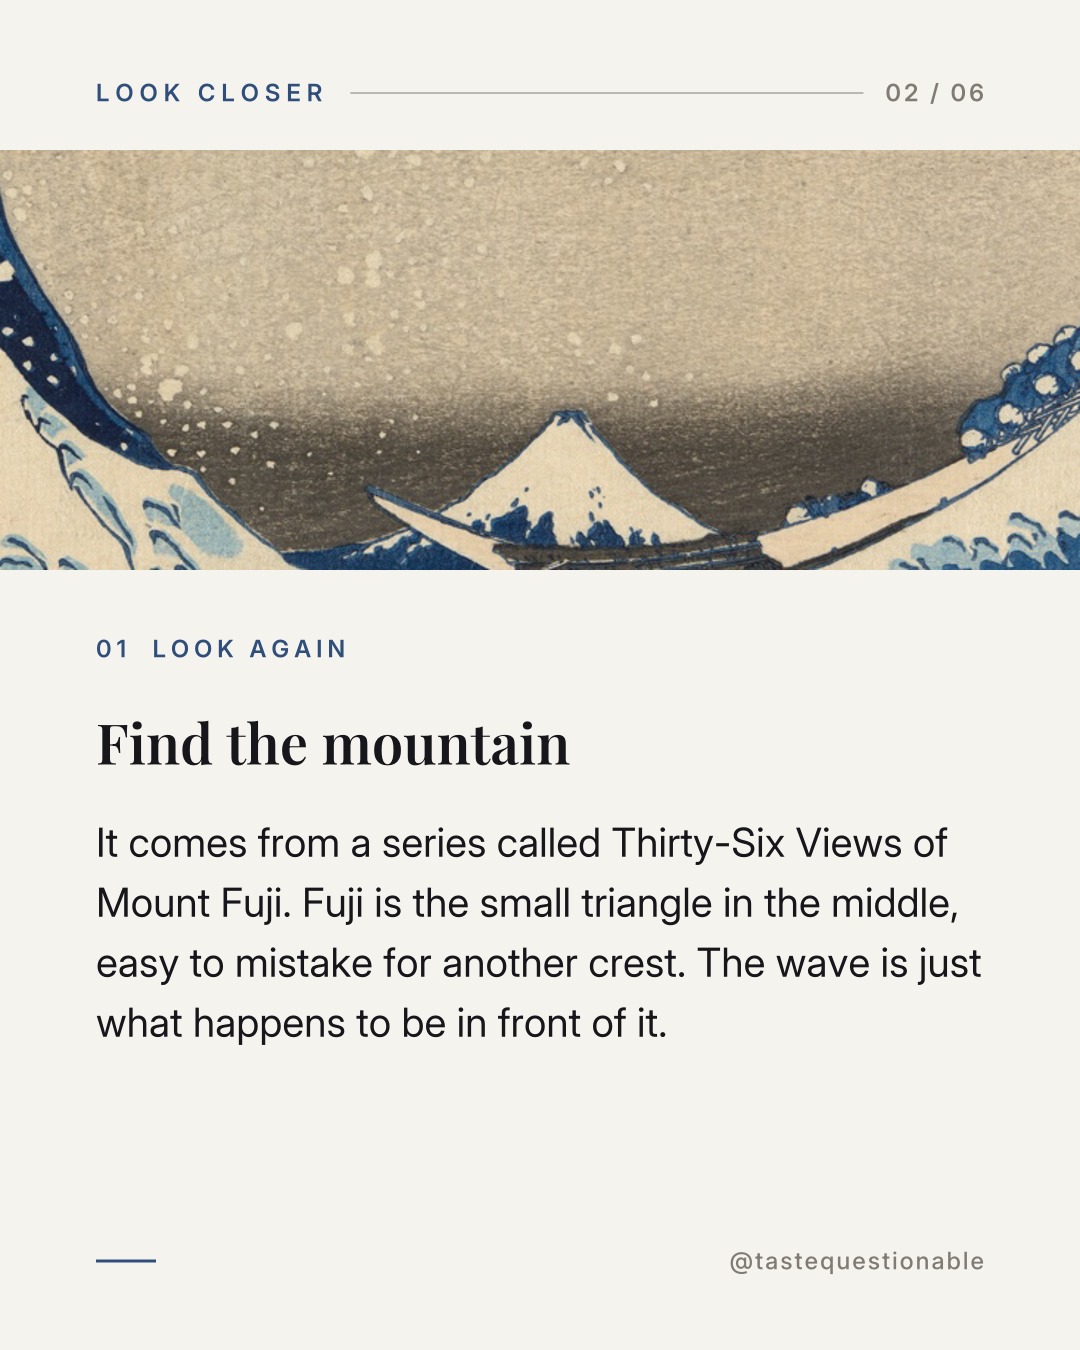 LOOK CLOSER
02 / 06
01 LOOK AGAIN
Find the mountain
It comes from a series called Thirty-Six Views of
Mount Fuji. Fuji is the small triangle in the middle,
easy to mistake for another crest. The wave is just
what happens to be in front of it.
@tastequestionable